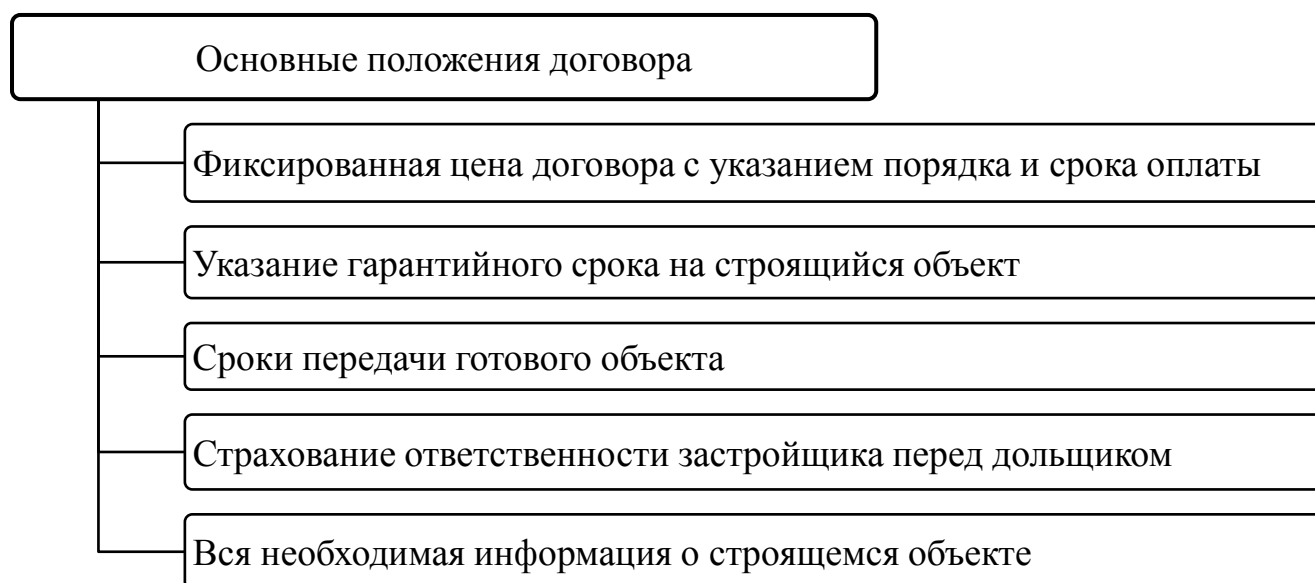 Основные положения договора
Фиксированная цена договора с указанием порядка и срока оплаты
Указание гарантийного срока на строящийся объект
Сроки передачи готового объекта
Страхование ответственности застройщика перед дольщиком
Вся необходимая информация о строящемся объекте